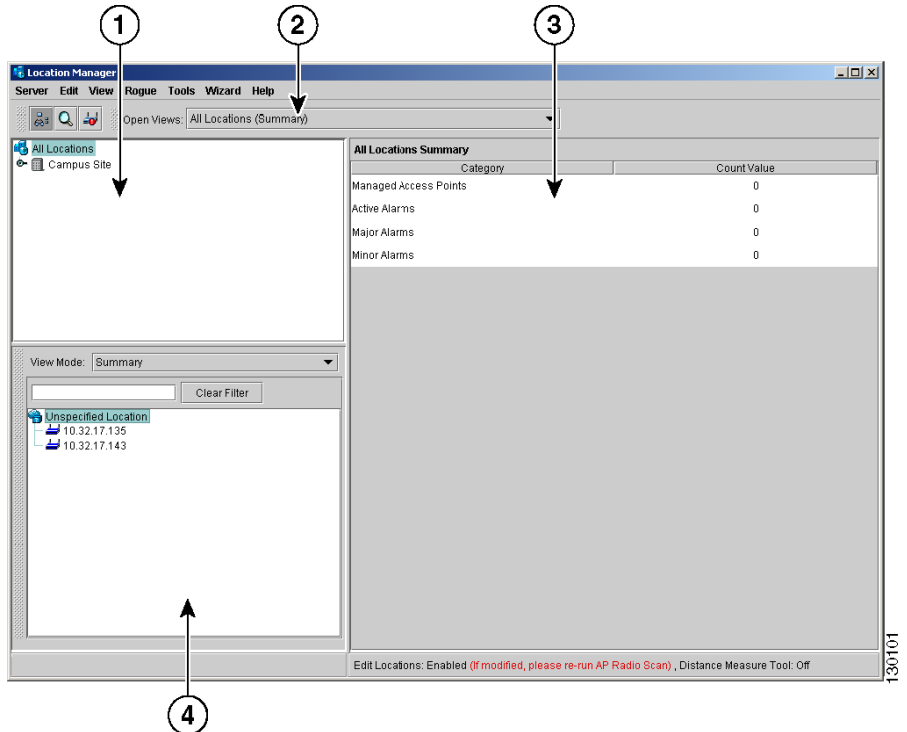 1
2
3
Location Manager
Server Edit View Rogue Tools Wizard Help
Open Views: All Locations (Summary)
All Locations
Campus Site
All Locations Summary
Category Count Value
Managed Access Points 0
Active Alarms 0
Major Alarms 0
Minor Alarms 0
View Mode: Summary
Clear Filter
Unspecified Location
10.32.17.135
10.32.17.143
Edit Locations: Enabled (If modified, please re-run AP Radio Scan) , Distance Measure Tool: Off
130101
4